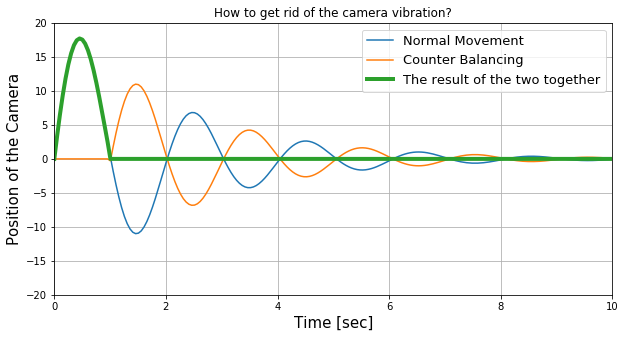 How to get rid of the camera vibration?
Normal Movement
Counter Balancing
The result of the two together
Position of the Camera
20
15
10
5
0
−5
−10
−15
−20
0 2 4 6 8 10
Time [sec]